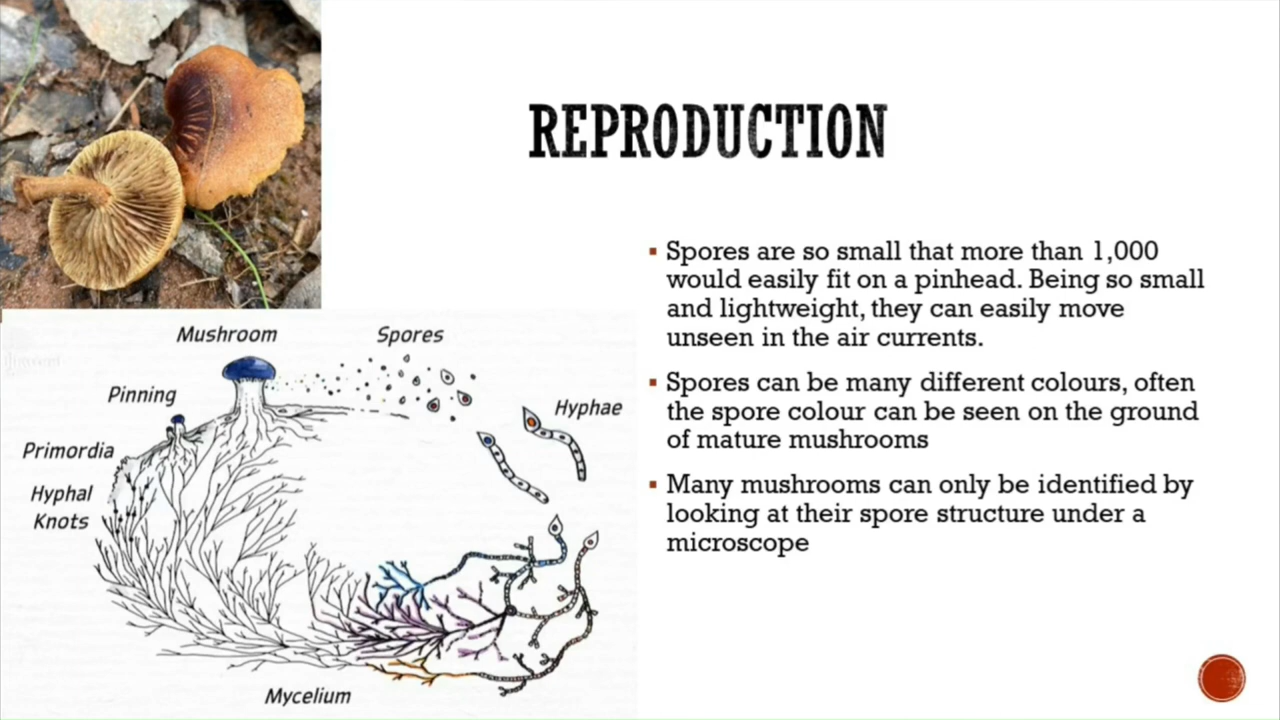 REPRODUCTION
Spores are so small that more than 1,000
would easily fit on a pinhead. Being so small
and lightweight, they can easily move
unseen in the air currents.
Spores can be many different colours, often
the spore colour can be seen on the ground
of mature mushrooms
Many mushrooms can only be identified by
looking at their spore structure under a
microscope
Mushroom
Spores
Pinning
Hyphae
Primordia
Hyphal
Knots
Mycelium